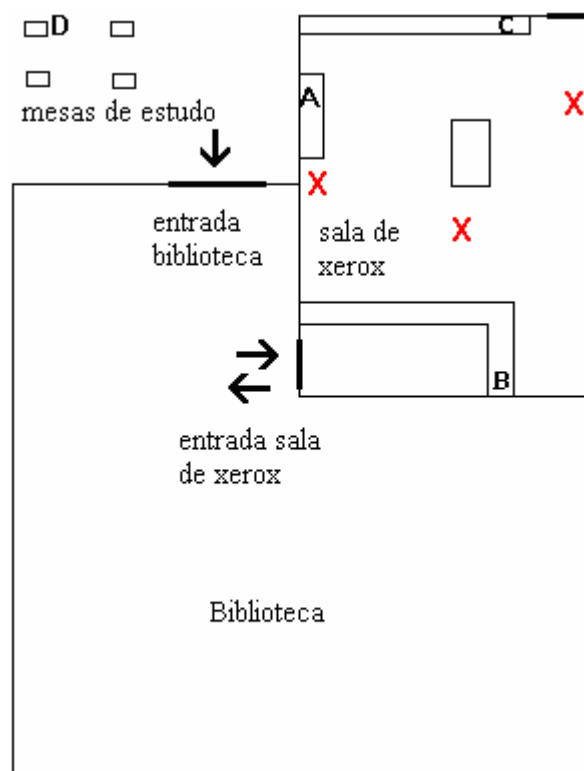 D
C
A
X
mesas de estudo
X
entrada
biblioteca
sala de
xerox
X
B
entrada sala
de xerox
Biblioteca